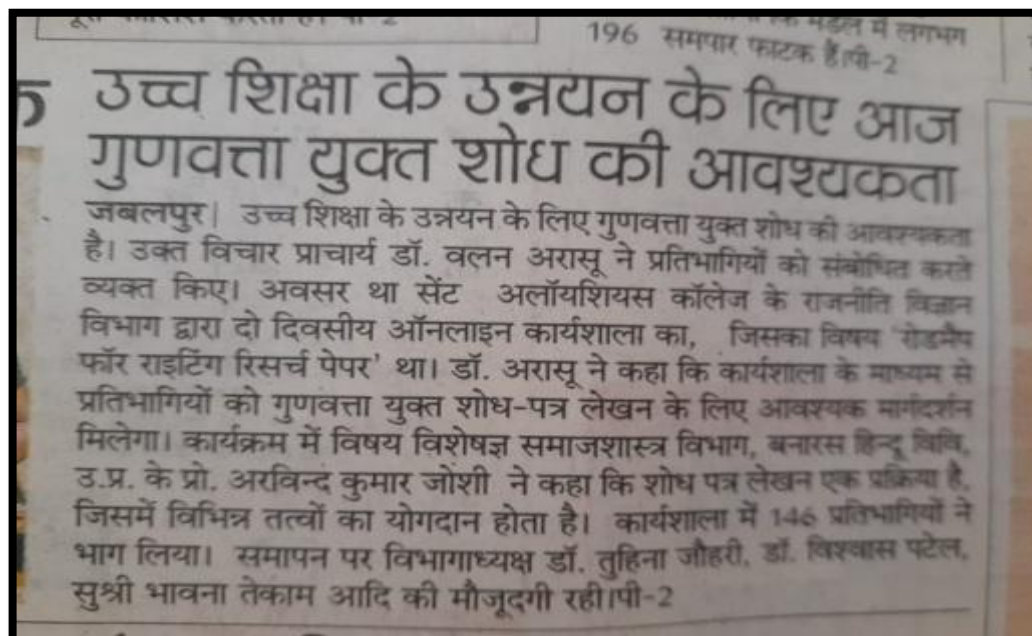 196 समपार फाटक हैं।पी-2
में लगभग
उच्च शिक्षा के उन्नयन के लिए आज
गुणवत्ता युक्त शोध की आवश्यकता
जबलपुर। उच्च शिक्षा के उन्नयन के लिए गुणवत्ता युक्त शोध की आवश्यकता
है। उक्त विचार प्राचार्य डॉ. वलन अरासू ने प्रतिभागियों को संबोधित करते
व्यक्त किए। अवसर था सेंट अलॉयशियस कॉलेज के राजनीति विज्ञान
विभाग द्वारा दो दिवसीय ऑनलाइन कार्यशाला का, जिसका विषय 'रोडमैप
फॉर राइटिंग रिसर्च पेपर' था। डॉ. अरासू ने कहा कि कार्यशाला के माध्यम से
प्रतिभागियों को गुणवत्ता युक्त शोध-पत्र लेखन के लिए आवश्यक मार्गदर्शन
मिलेगा। कार्यक्रम में विषय विशेषज्ञ समाजशास्त्र विभाग, बनारस हिन्दू विवि,
उ.प्र. के प्रो. अरविन्द कुमार जोशी ने कहा कि शोध पत्र लेखन एक प्रक्रिया है,
जिसमें विभिन्न तत्वों का योगदान होता है। कार्यशाला में 146 प्रतिभागियों ने
भाग लिया। समापन पर विभागाध्यक्ष डॉ. तुहिना जौहरी, डॉ. विश्वास पटेल,
सुश्री भावना तेकाम आदि की मौजूदगी रही।पी-2